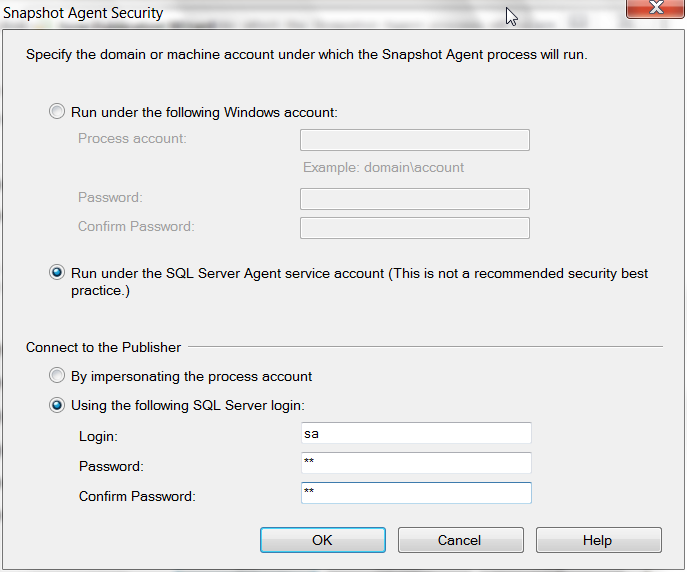 Snapshot Agent Security
Specify the domain or machine account under which the Snapshot Agent process will run.
Run under the following Windows account:
Process account:
Example: domain\account
Password:
Confirm Password:
Run under the SQL Server Agent service account (This is not a recommended security best
practice.)
Connect to the Publisher
By impersonating the process account
Using the following SQL Server login:
Login: sa
Password: **
Confirm Password: **
OK Cancel Help